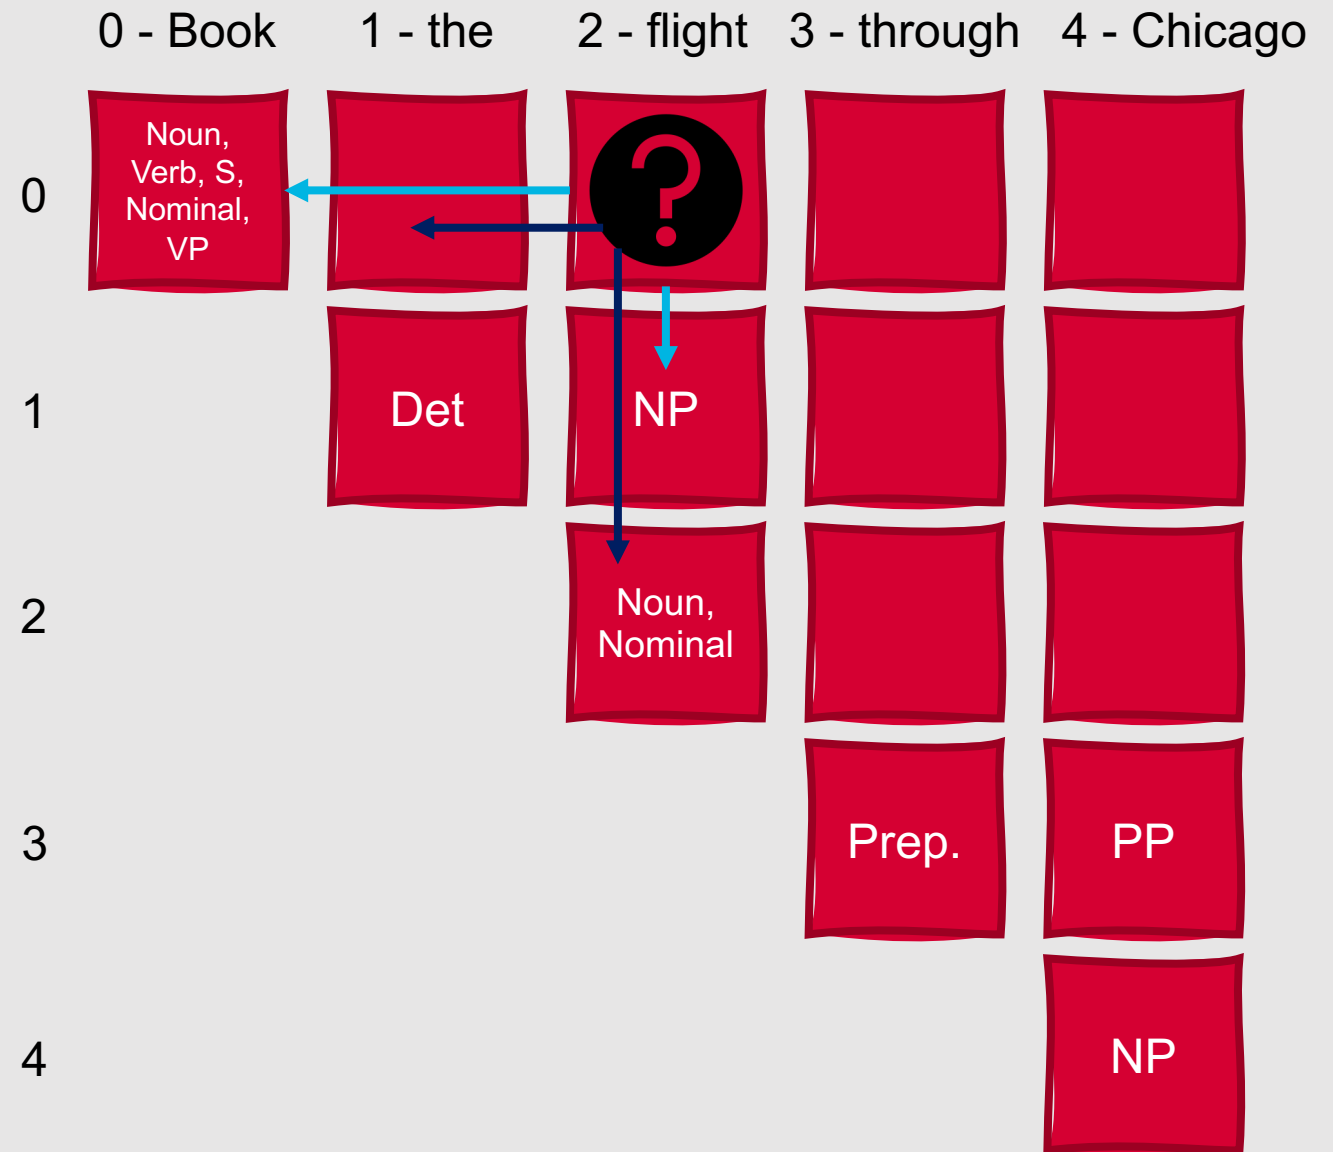 0 - Book 1 - the 2 - flight 3 - through 4 - Chicago
0
Noun,
Verb, S,
Nominal,
VP
?
1
Det
NP
2
Noun,
Nominal
3
Prep.
PP
4
NP